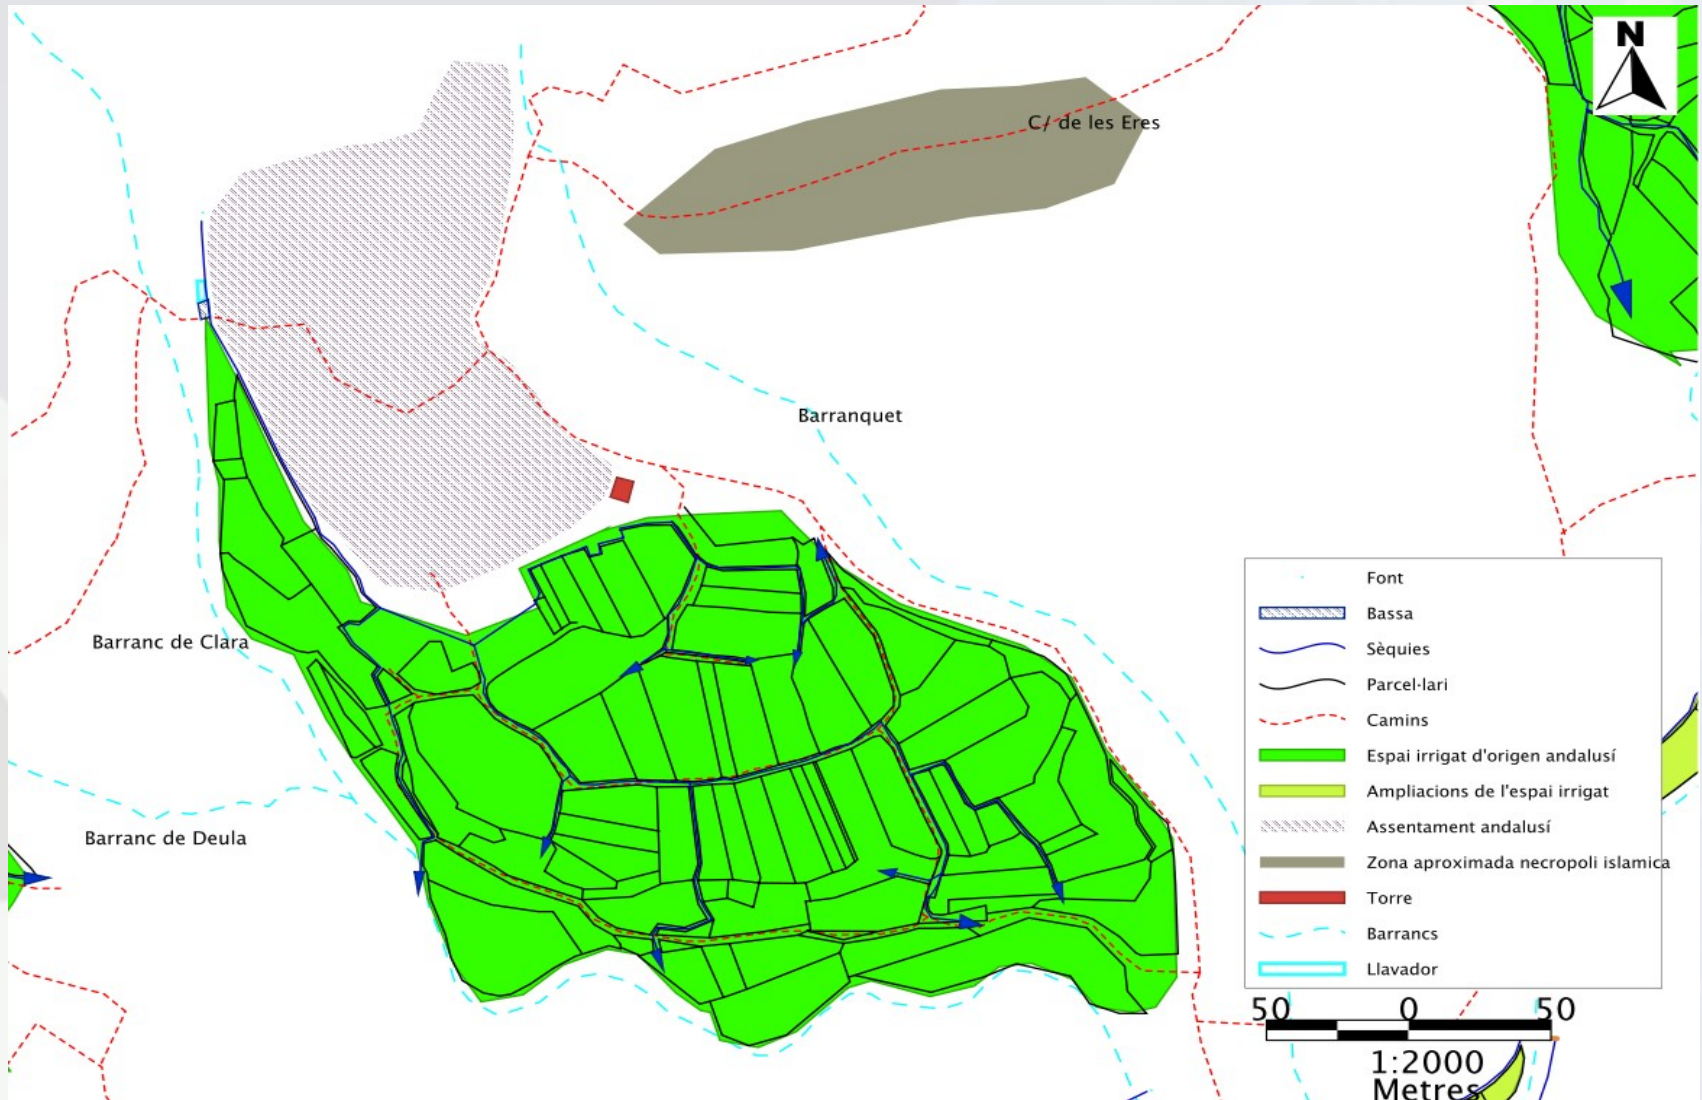 N
C/ de les Eres
Barranquet
Barranc de Clara
Barranc de Deula
Font
Bassa
Sèquies
Parcel·lari
Camins
Espai irrigat d'origen andalusí
Ampliacions de l'espai irrigat
Assentament andalusí
Zona aproximada necropoli islamica
Torre
Barrancs
Llavador
50 0 50
1:2000
Metres